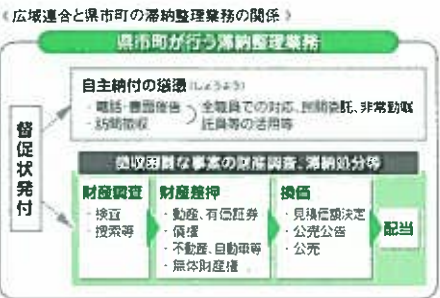 《広域連合と県市町の滞納整理業務の関係》
県市町が行う滞納整理業務
督促状発付
自主納付の慫慂(しょうよう)
・電話・書面催告
・訪問徴収
全職員での対応、民間委託、非常勤嘱
託員等の活用等
徴収困難な事案の財産調査、滞納処分等
財産調査
・検査
・捜索等
財産差押
・動産、有価証券
・債権
・不動産、自動車等
・無体財産権
換価
・見積価額決定
・公売公告
・公売
配当